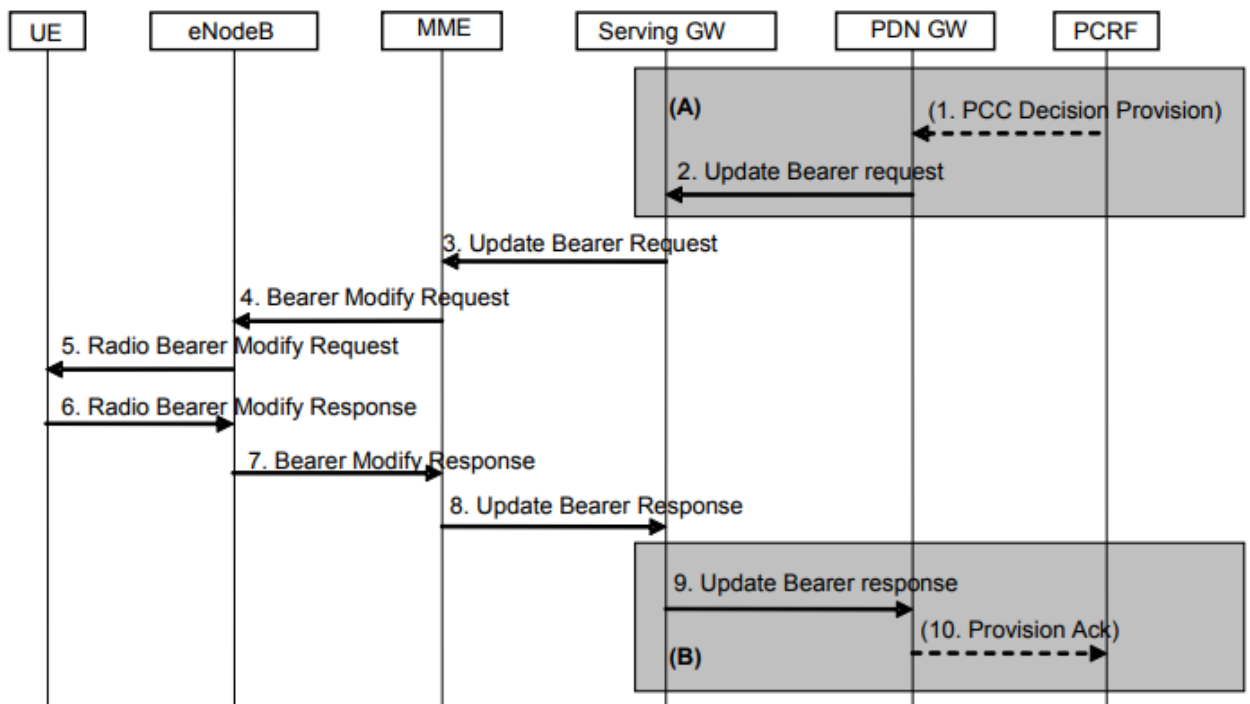 UE
eNodeB
MME
Serving GW
PDN GW
PCRF
(A)
(1. PCC Decision Provision)
2. Update Bearer request
3. Update Bearer Request
4. Bearer Modify Request
5. Radio Bearer Modify Request
6. Radio Bearer Modify Response
7. Bearer Modify Response
8. Update Bearer Response
9. Update Bearer response
(10. Provision Ack)
(B)